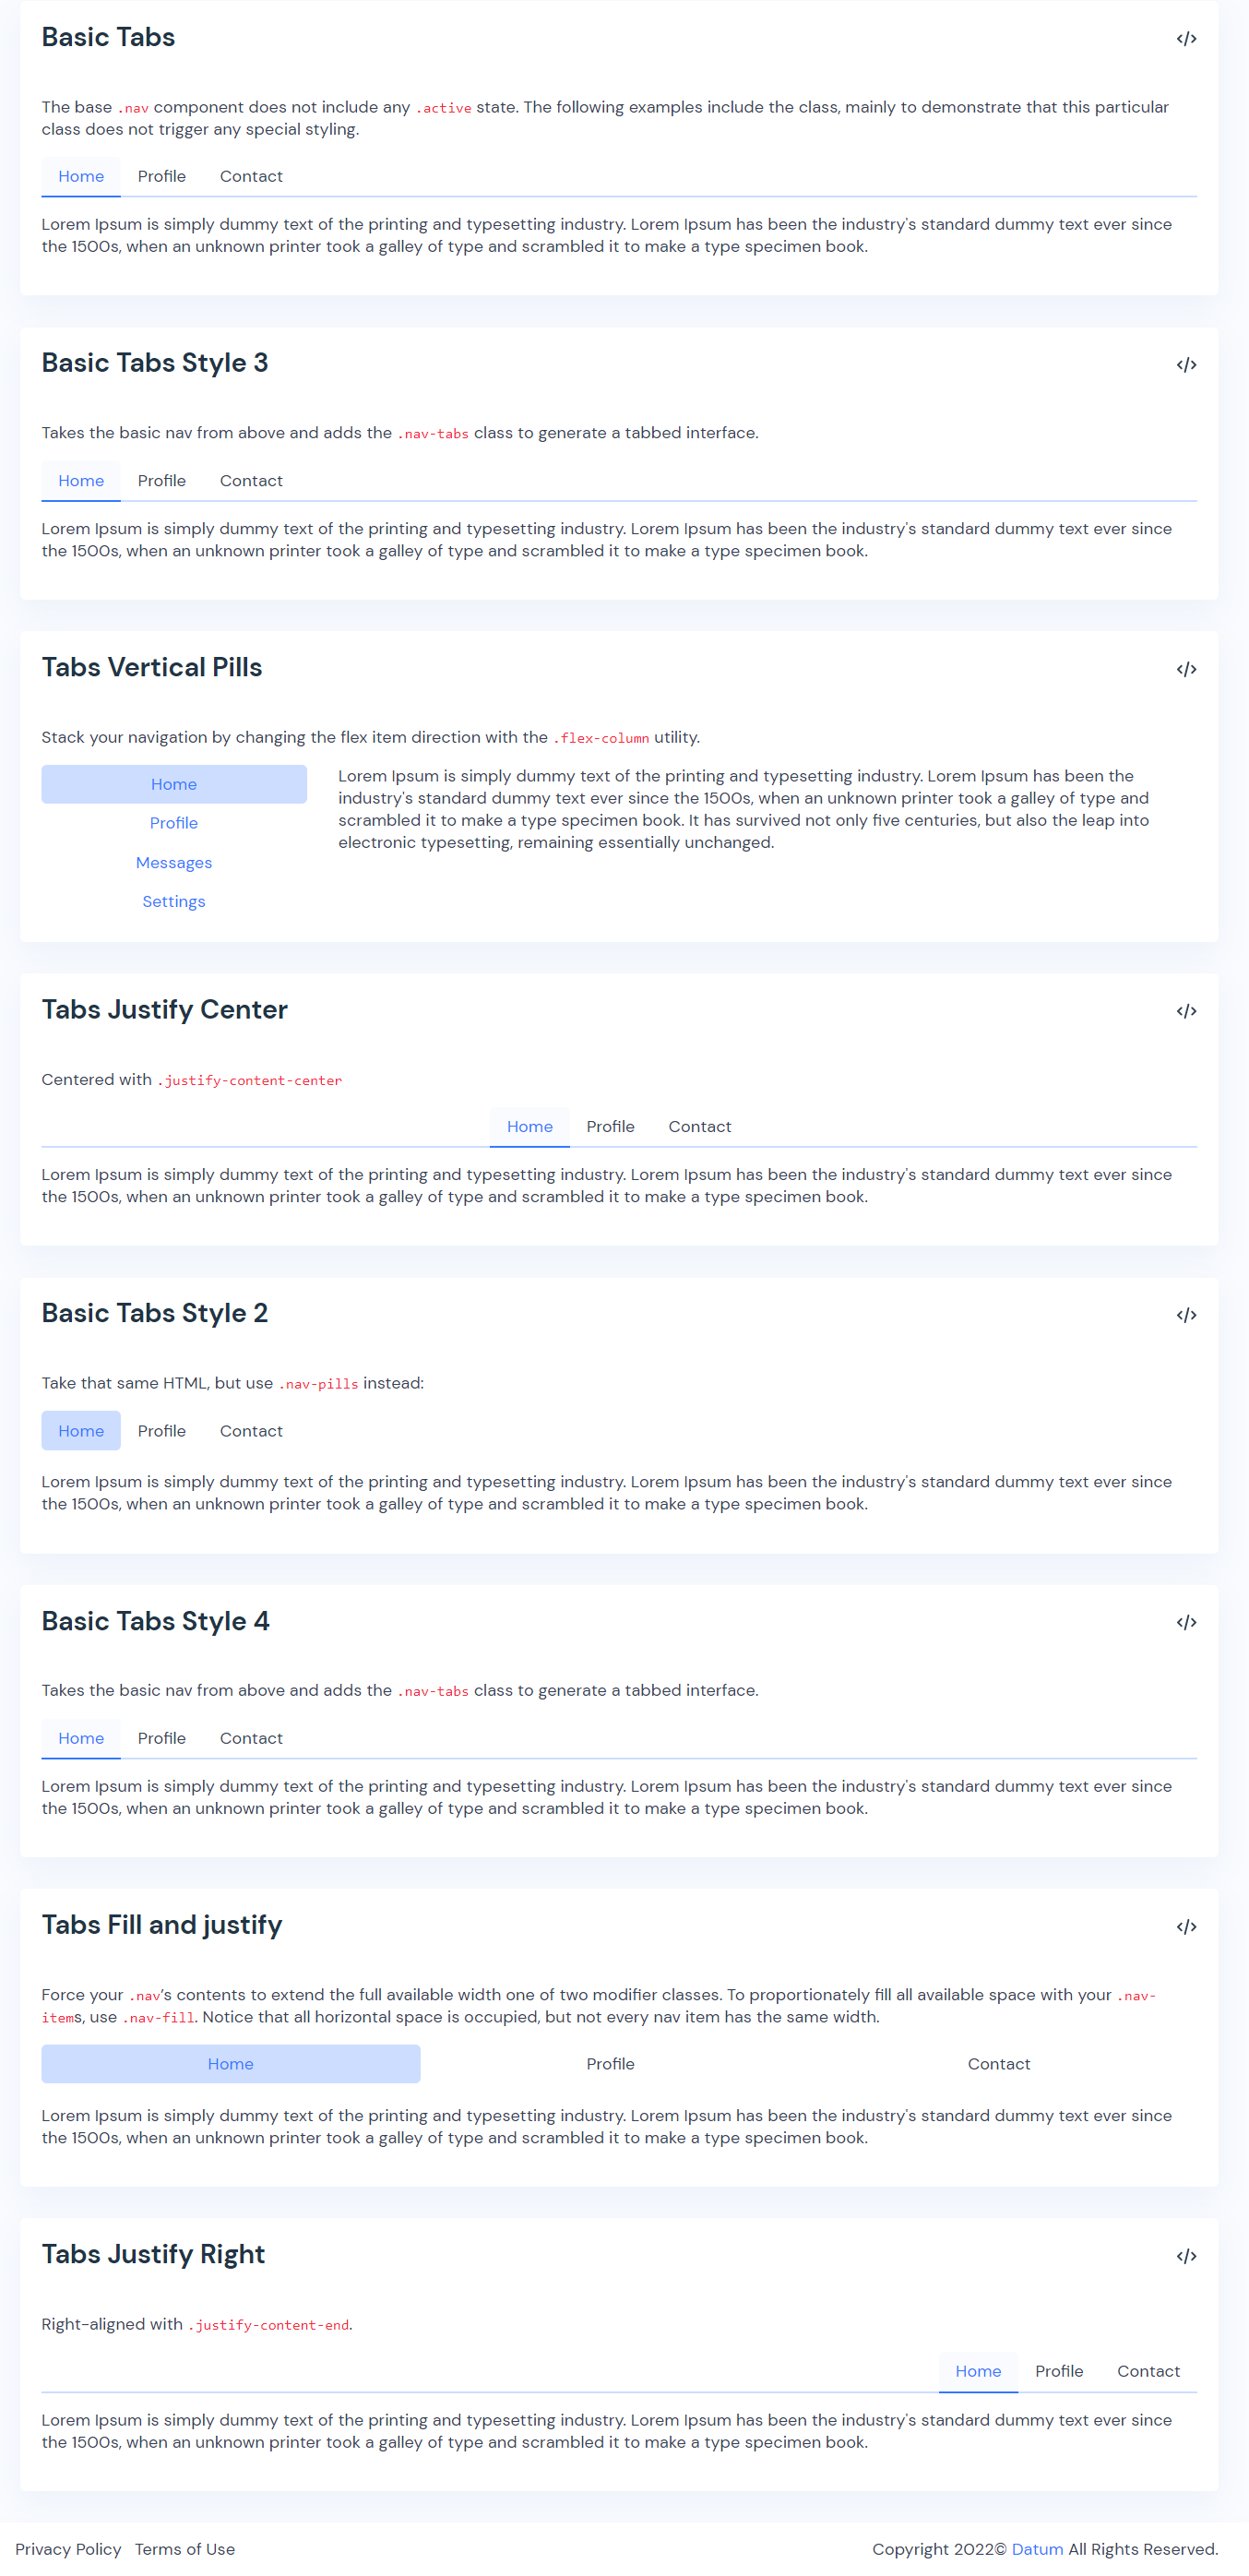 Basic Tabs
The base .nav component does not include any .active state. The following examples include the class, mainly to demonstrate that this particular
class does not trigger any special styling.
Home Profile Contact
Lorem Ipsum is simply dummy text of the printing and typesetting industry. Lorem Ipsum has been the industry's standard dummy text ever since
the 1500s, when an unknown printer took a galley of type and scrambled it to make a type specimen book.
Basic Tabs Style 3
Takes the basic nav from above and adds the .nav-tabs class to generate a tabbed interface.
Home Profile Contact
Lorem Ipsum is simply dummy text of the printing and typesetting industry. Lorem Ipsum has been the industry's standard dummy text ever since
the 1500s, when an unknown printer took a galley of type and scrambled it to make a type specimen book.
Tabs Vertical Pills
Stack your navigation by changing the flex item direction with the .flex-column utility.
Home
Profile
Messages
Settings
Lorem Ipsum is simply dummy text of the printing and typesetting industry. Lorem Ipsum has been the
industry's standard dummy text ever since the 1500s, when an unknown printer took a galley of type and
scrambled it to make a type specimen book. It has survived not only five centuries, but also the leap into
electronic typesetting, remaining essentially unchanged.
Tabs Justify Center
Centered with .justify-content-center
Home Profile Contact
Lorem Ipsum is simply dummy text of the printing and typesetting industry. Lorem Ipsum has been the industry's standard dummy text ever since
the 1500s, when an unknown printer took a galley of type and scrambled it to make a type specimen book.
Basic Tabs Style 2
Take that same HTML, but use .nav-pills instead:
Home Profile Contact
Lorem Ipsum is simply dummy text of the printing and typesetting industry. Lorem Ipsum has been the industry's standard dummy text ever since
the 1500s, when an unknown printer took a galley of type and scrambled it to make a type specimen book.
Basic Tabs Style 4
Takes the basic nav from above and adds the .nav-tabs class to generate a tabbed interface.
Home Profile Contact
Lorem Ipsum is simply dummy text of the printing and typesetting industry. Lorem Ipsum has been the industry's standard dummy text ever since
the 1500s, when an unknown printer took a galley of type and scrambled it to make a type specimen book.
Tabs Fill and justify
Force your .nav’s contents to extend the full available width one of two modifier classes. To proportionately fill all available space with your .nav-
items, use .nav-fill. Notice that all horizontal space is occupied, but not every nav item has the same width.
Home Profile Contact
Lorem Ipsum is simply dummy text of the printing and typesetting industry. Lorem Ipsum has been the industry's standard dummy text ever since
the 1500s, when an unknown printer took a galley of type and scrambled it to make a type specimen book.
Tabs Justify Right
Right-aligned with .justify-content-end.
Home Profile Contact
Lorem Ipsum is simply dummy text of the printing and typesetting industry. Lorem Ipsum has been the industry's standard dummy text ever since
the 1500s, when an unknown printer took a galley of type and scrambled it to make a type specimen book.
Privacy Policy Terms of Use Copyright 2022© Datum All Rights Reserved.